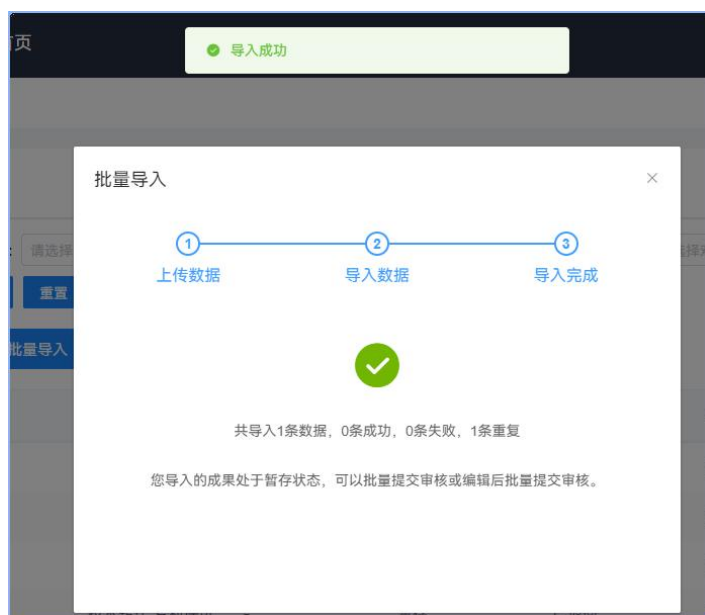 首页
导入成功
批量导入
请选择
重置
批量导入
1
2
3
上传数据
导入数据
导入完成
共导入1条数据，0条成功，0条失败，1条重复
您导入的成果处于暂存状态，可以批量提交审核或编辑后批量提交审核。